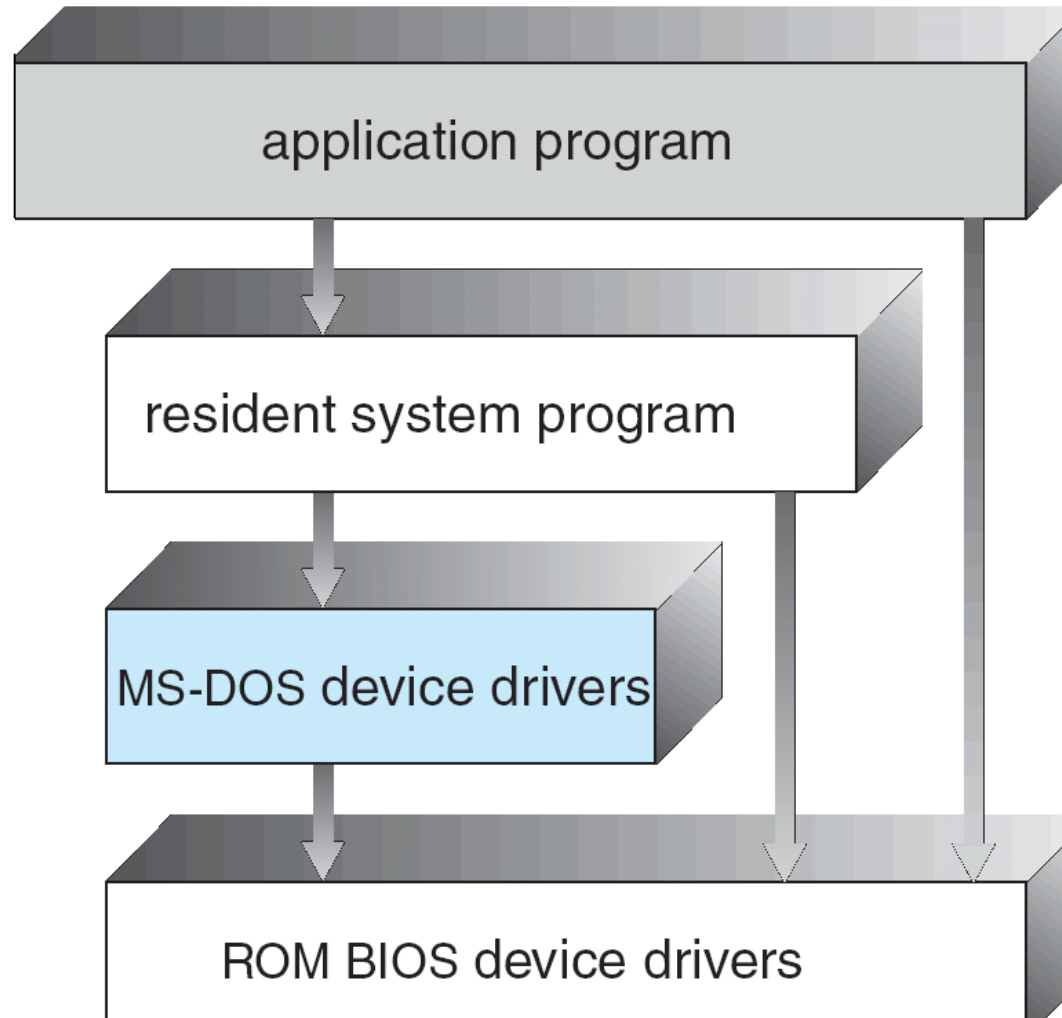 application program
resident system program
MS-DOS device drivers
ROM BIOS device drivers